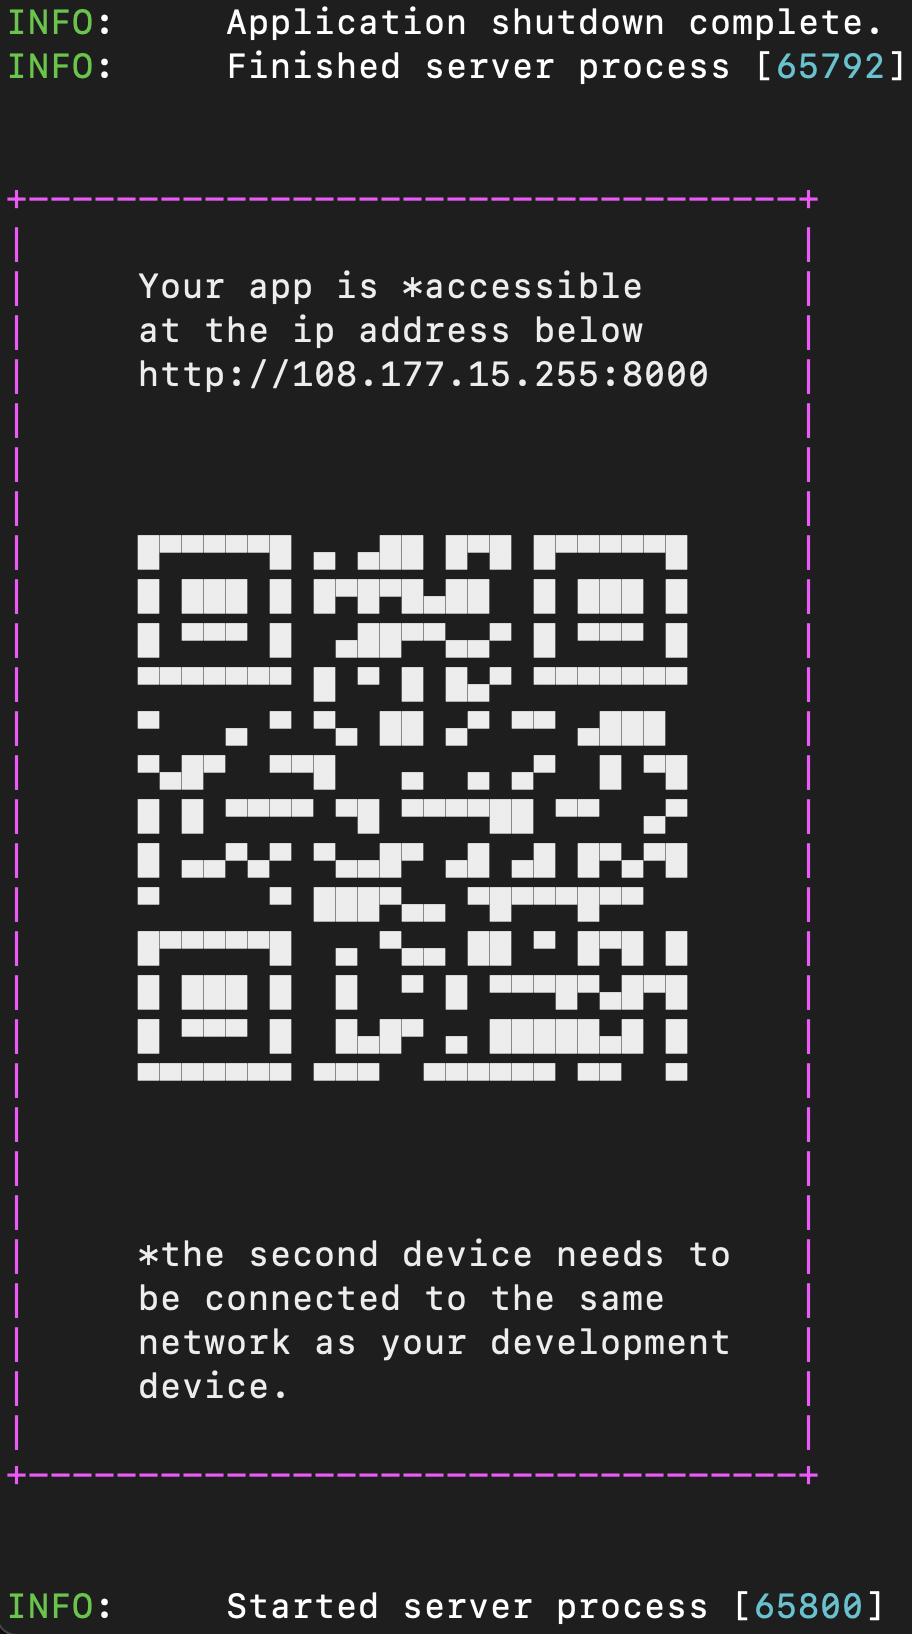 INFO:     Application shutdown complete.
INFO:     Finished server process [65792]
Your app is *accessible
at the ip address below
http://108.177.15.255:8000
*the second device needs to
be connected to the same
network as your development
device.
INFO:     Started server process [65800]